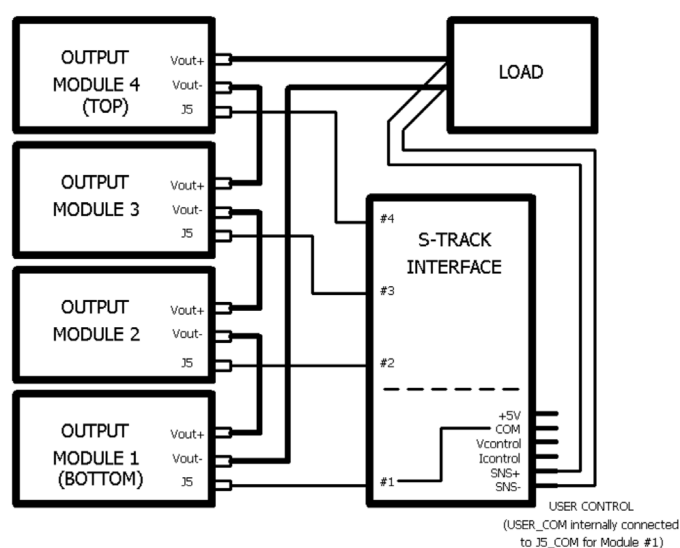 OUTPUT
MODULE 4
(TOP)
Vout+
Vout-
J5
LOAD
OUTPUT
MODULE 3
Vout+
Vout-
J5
OUTPUT
MODULE 2
Vout+
Vout-
J5
OUTPUT
MODULE 1
(BOTTOM)
Vout+
Vout-
J5
S-TRACK
INTERFACE
#4
#3
#2
#1
+5V
COM
Vcontrol
Icontrol
SNS+
SNS-
USER CONTROL
(USER_COM internally connected
to J5_COM for Module #1)